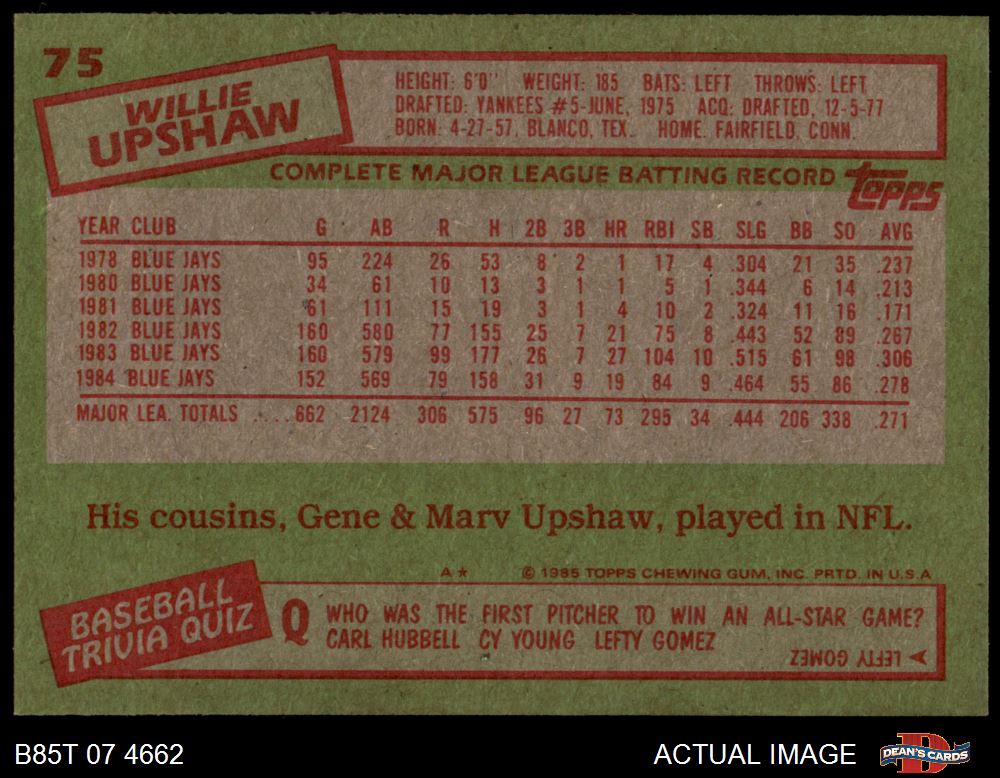 75
WILLIE
UPSHAW
HEIGHT: 6'0" WEIGHT: 185 BATS: LEFT THROWS: LEFT
DRAFTED: YANKEES #5-JUNE, 1975 ACQ: DRAFTED, 12-5-77
BORN: 4-27-57, BLANCO, TEX. HOME: FAIRFIELD, CONN.
COMPLETE MAJOR LEAGUE BATTING RECORD topps
YEAR CLUB G AB R H 2B 3B HR RBI SB SLG BB SO AVG
1978 BLUE JAYS 95 224 26 53 8 2 1 17 4 .304 21 35 .237
1980 BLUE JAYS 34 61 10 13 3 1 1 5 1 .344 6 14 .213
1981 BLUE JAYS 61 111 15 19 3 1 4 10 2 .324 11 16 .171
1982 BLUE JAYS 160 580 77 155 25 7 21 75 8 .443 52 89 .267
1983 BLUE JAYS 160 579 99 177 26 7 27 104 10 .515 61 98 .306
1984 BLUE JAYS 152 569 79 158 31 9 19 84 9 .464 55 86 .278
MAJOR LEA. TOTALS ....662 2124 306 575 96 27 73 295 34 .444 206 338 .271
His cousins, Gene & Marv Upshaw, played in NFL.
A* © 1985 TOPPS CHEWING GUM, INC. PRTD. IN U.S.A
BASEBALL
TRIVIA QUIZ
Q WHO WAS THE FIRST PITCHER TO WIN AN ALL-STAR GAME?
CARL HUBBELL CY YOUNG LEFTY GOMEZ
LEFTY GOMEZ
B85T 07 4662 ACTUAL IMAGE DEAN'S CARDS